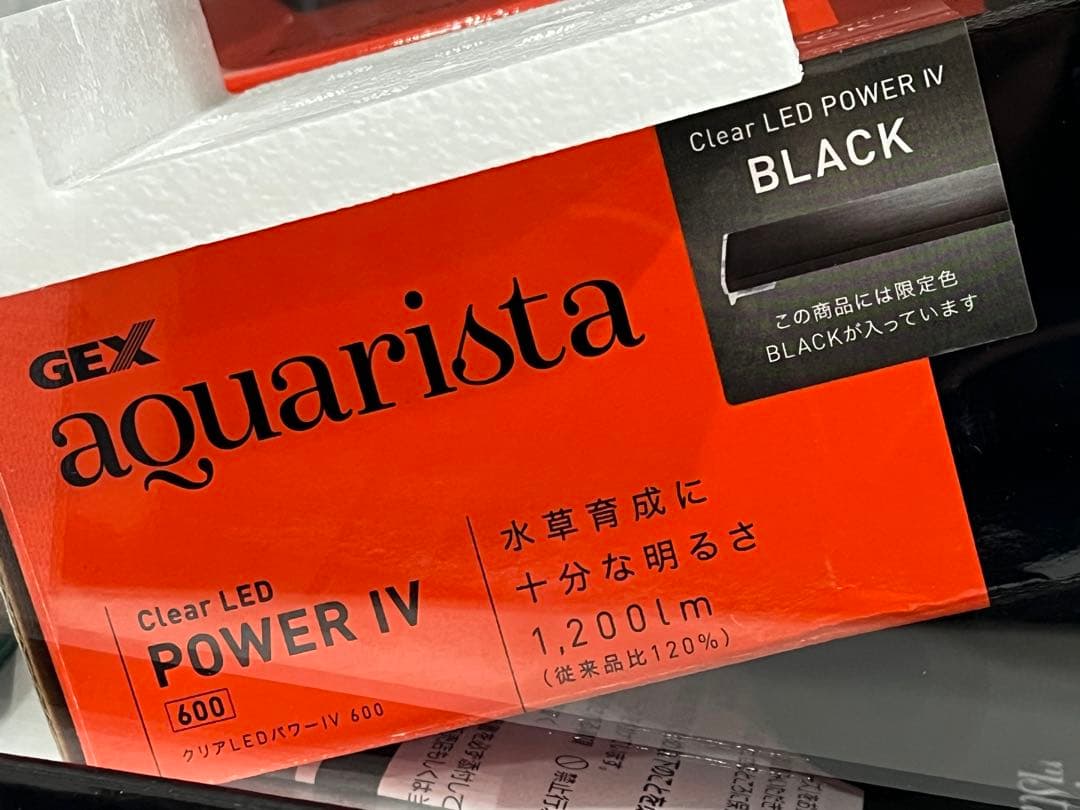 Clear LED POWER IV
BLACK
この商品には限定色
BLACKが入っています
GEX
aquarista
水草育成に
十分な明るさ
1,200lm
(従来品比120%)
Clear LED
POWER IV
600
クリアLEDパワーIV 600